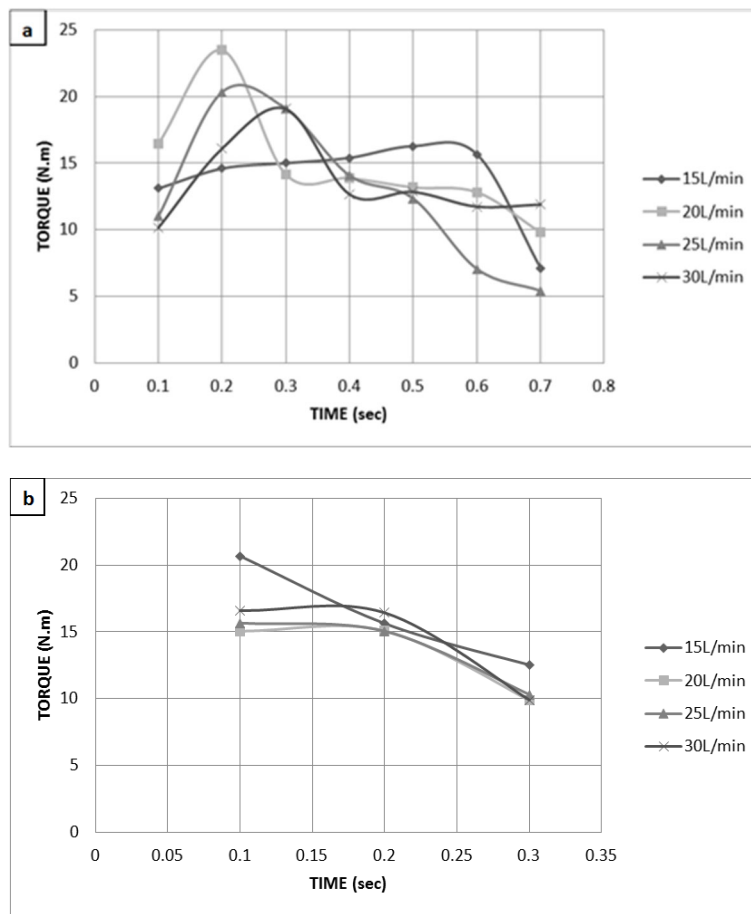 a
25
20
15
10
5
0
TORQUE (N.m)
0 0.1 0.2 0.3 0.4 0.5 0.6 0.7 0.8
TIME (sec)
15L/min
20L/min
25L/min
30L/min
b
25
20
15
10
5
0
TORQUE (N.m)
0 0.05 0.1 0.15 0.2 0.25 0.3 0.35
TIME (sec)
15L/min
20L/min
25L/min
30L/min